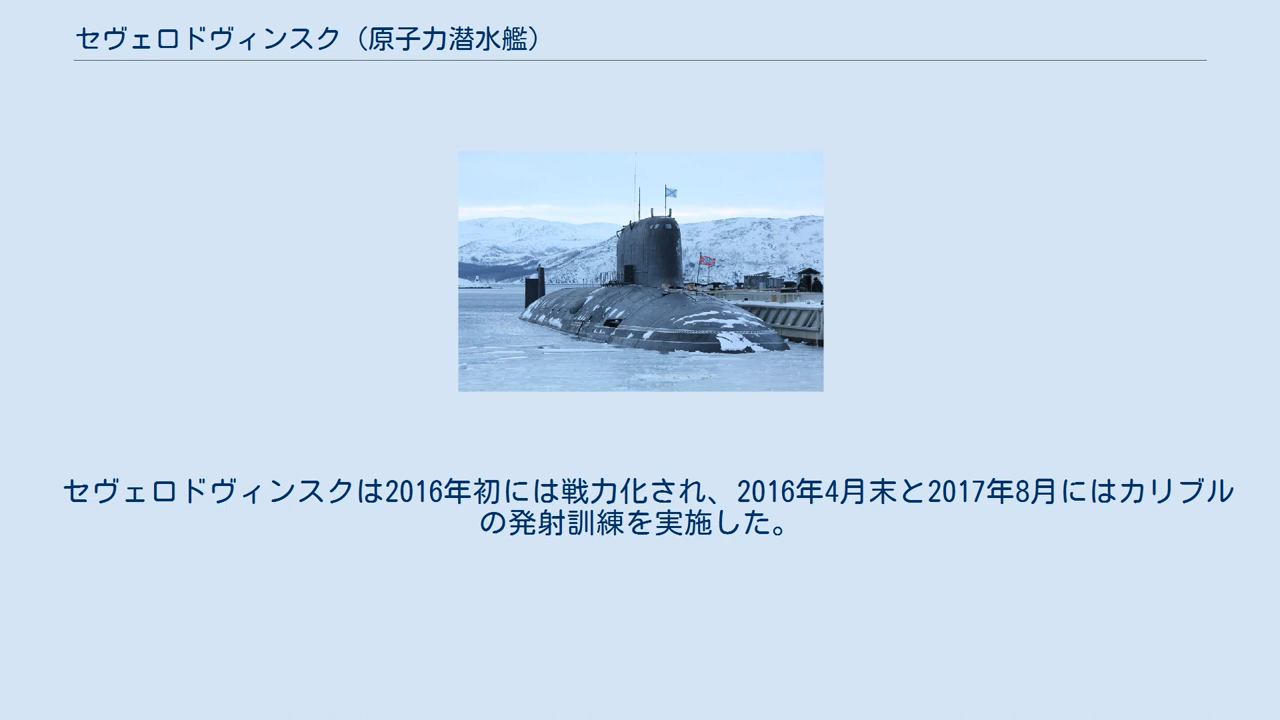 セヴェロドヴィンスク（原子力潜水艦）
セヴェロドヴィンスクは2016年初には戦力化され、2016年4月末と2017年8月にはカリブル
の発射訓練を実施した。